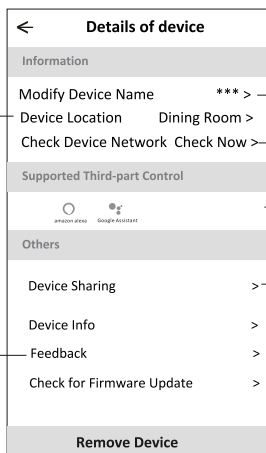 ← Details of device
Information
Modify Device Name *** >
Device Location Dining Room >
Check Device Network Check Now >
Supported Third-part Control
amazon alexa Google Assistant
Others
Device Sharing >
Device Info >
Feedback >
Check for Firmware Update >
Remove Device